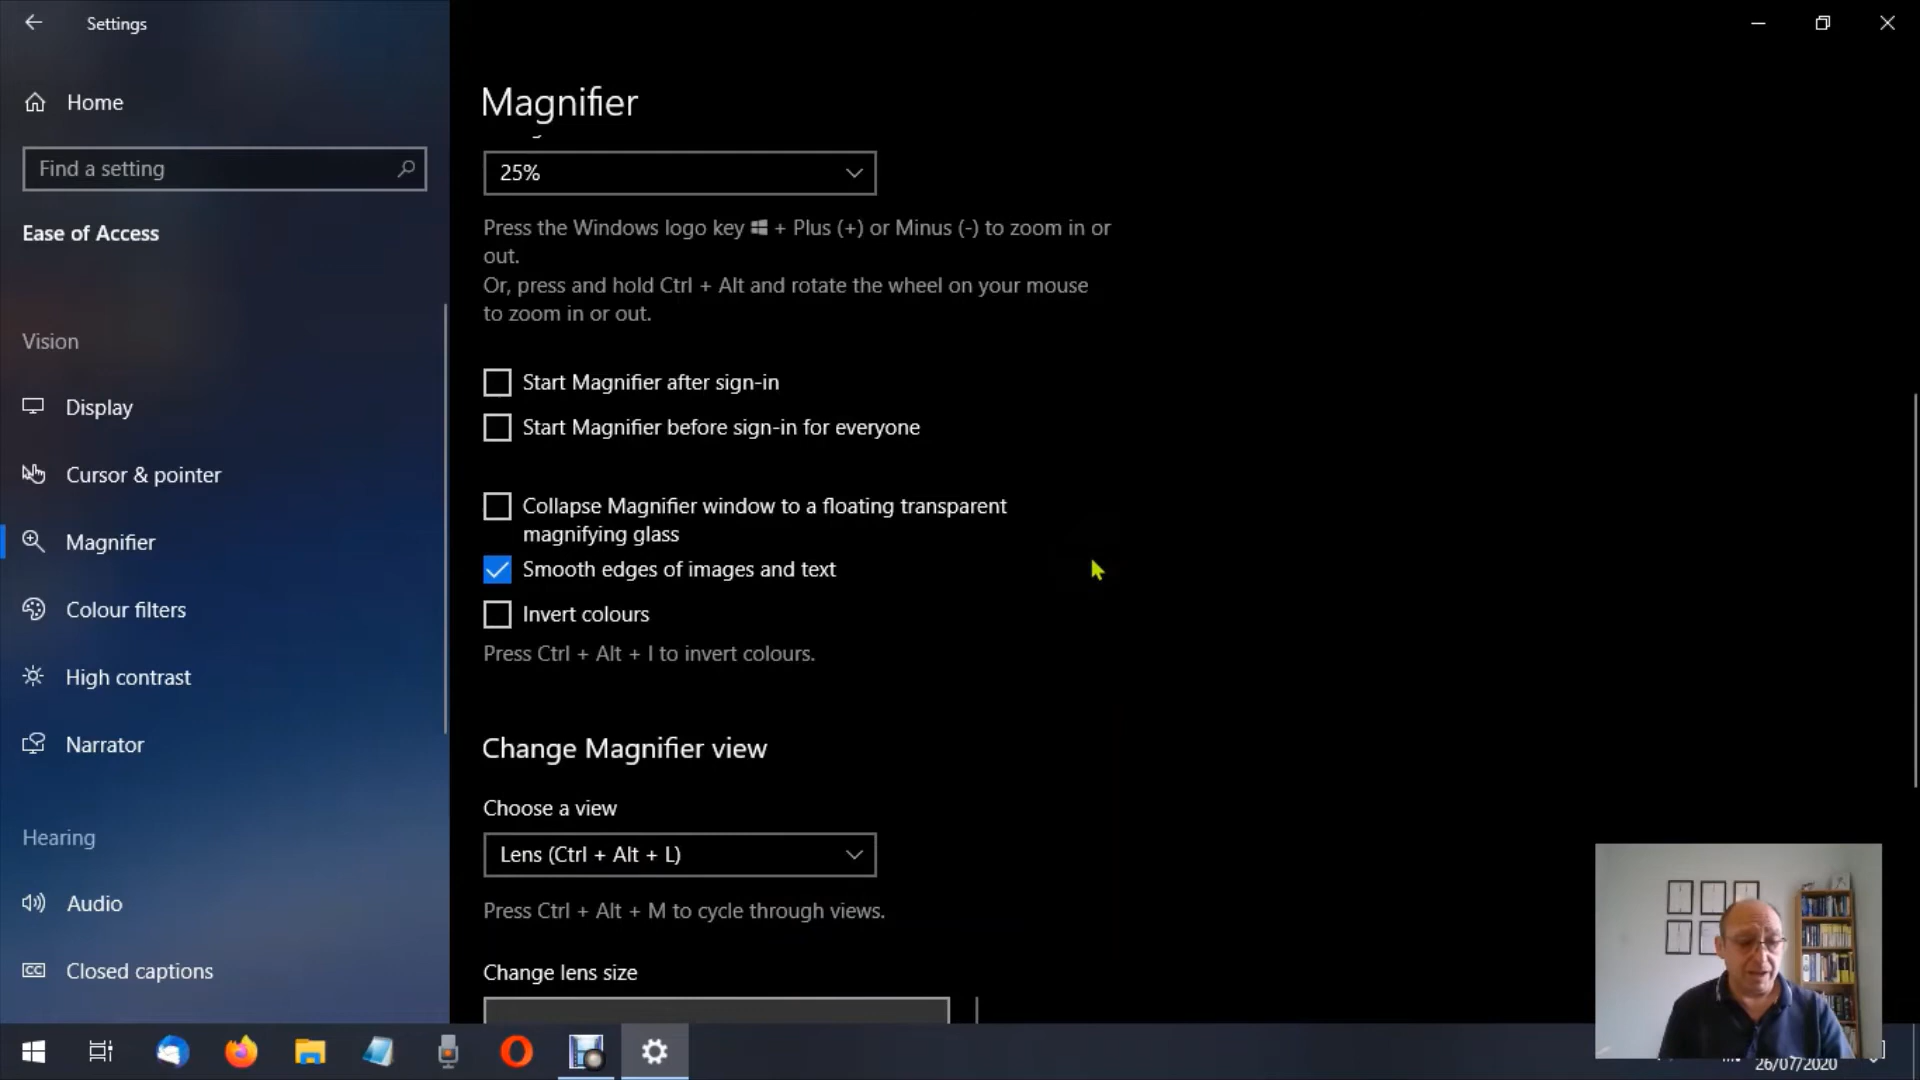 Settings
Home
Find a setting
Ease of Access
Vision
Display
Cursor & pointer
Magnifier
Colour filters
High contrast
Narrator
Hearing
Audio
Closed captions
Magnifier
25%
Press the Windows logo key + Plus (+) or Minus (-) to zoom in or
out.
Or, press and hold Ctrl + Alt and rotate the wheel on your mouse
to zoom in or out.
Start Magnifier after sign-in
Start Magnifier before sign-in for everyone
Collapse Magnifier window to a floating transparent
magnifying glass
Smooth edges of images and text
Invert colours
Press Ctrl + Alt + I to invert colours.
Change Magnifier view
Choose a view
Lens (Ctrl + Alt + L)
Press Ctrl + Alt + M to cycle through views.
Change lens size
26/07/2020